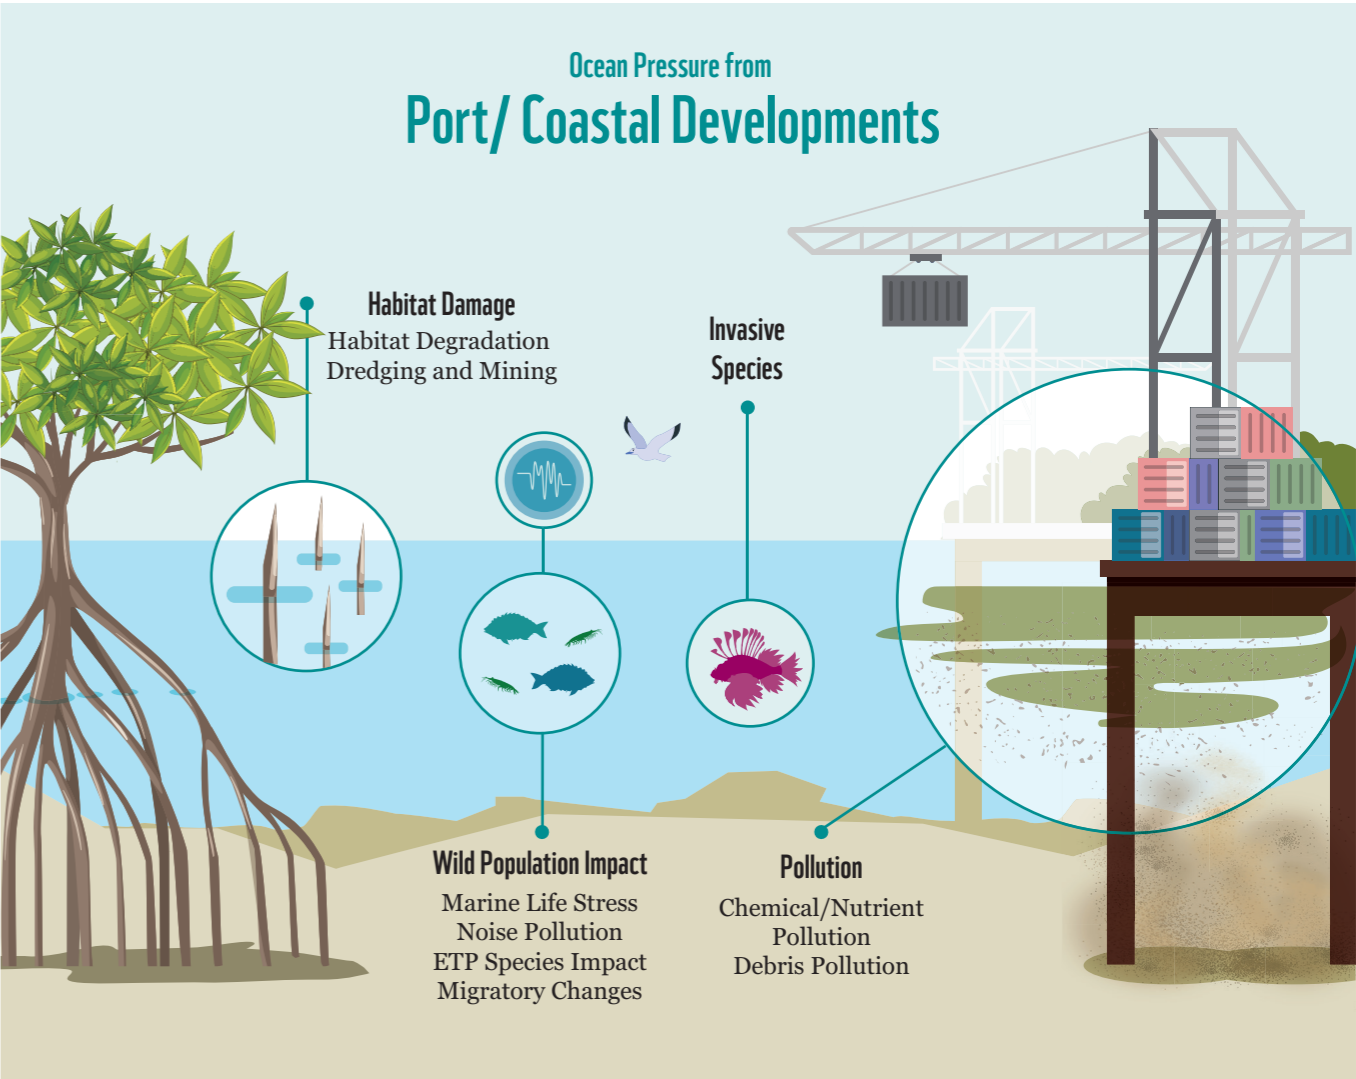 Ocean Pressure from
Port/ Coastal Developments
Habitat Damage
Habitat Degradation
Dredging and Mining
Invasive
Species
Wild Population Impact
Marine Life Stress
Noise Pollution
ETP Species Impact
Migratory Changes
Pollution
Chemical/Nutrient
Pollution
Debris Pollution